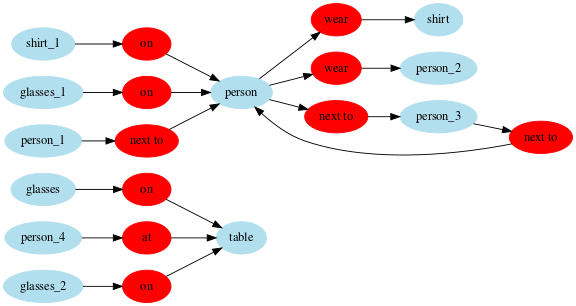 wear
shirt
shirt_1
on
wear
person_2
glasses_1
on
person
next to
person_3
person_1
next to
next to
glasses
on
person_4
at
table
glasses_2
on